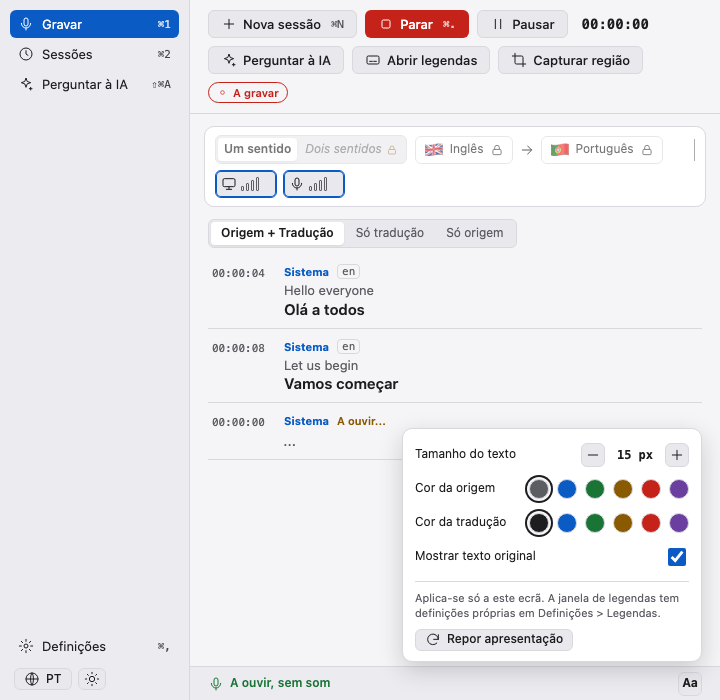 Gravar ⌘1
Sessões ⌘2
Perguntar à IA ⇧⌘A
Nova sessão ⌘N
Parar ⌘.
Pausar
00:00:00
Perguntar à IA
Abrir legendas
Capturar região
A gravar
Um sentido
Dois sentidos
Inglês
Português
Origem + Tradução
Só tradução
Só origem
00:00:04 Sistema en
Hello everyone
Olá a todos
00:00:08 Sistema en
Let us begin
Vamos começar
00:00:00 Sistema A ouvir...
...
Tamanho do texto
15 px
Cor da origem
Cor da tradução
Mostrar texto original
Aplica-se só a este ecrã. A janela de legendas tem
definições próprias em Definições > Legendas.
Repor apresentação
Definições ⌘,
PT
A ouvir, sem som
Aa